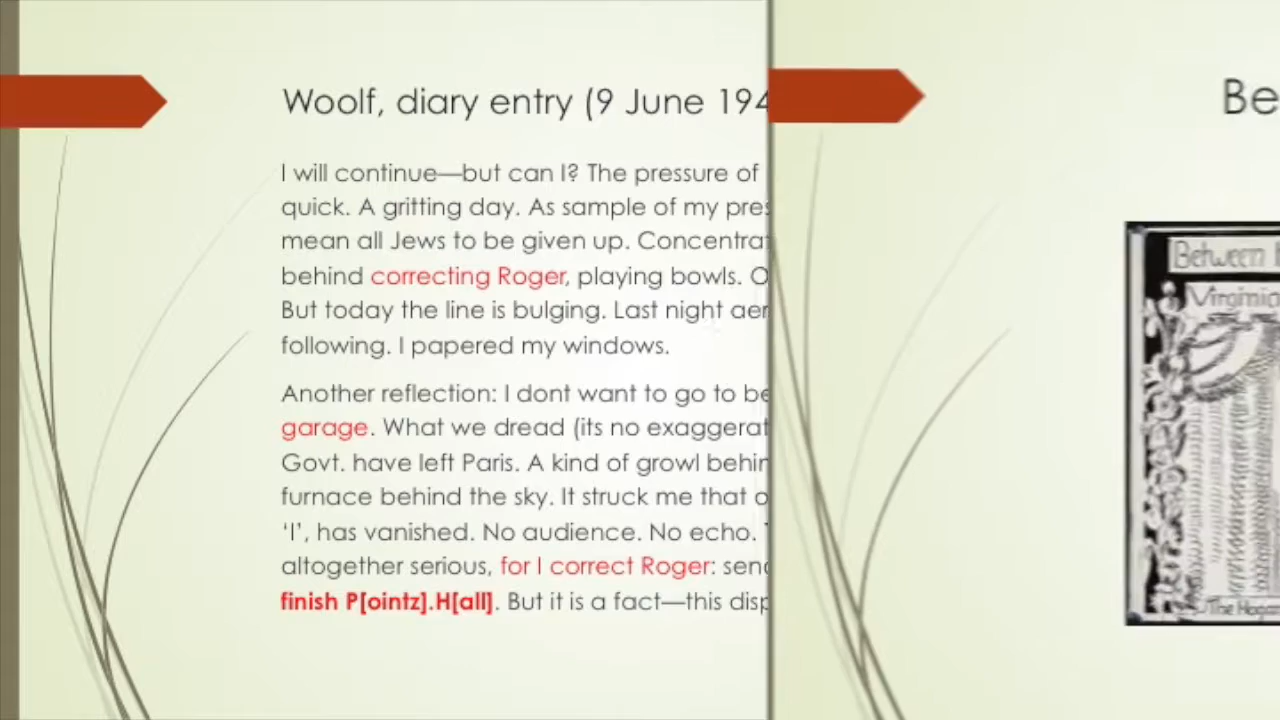 Woolf, diary entry (9 June 194
I will continue—but can I? The pressure of
quick. A gritting day. As sample of my pres
mean all Jews to be given up. Concentrat
behind correcting Roger, playing bowls. O
But today the line is bulging. Last night aer
following. I papered my windows.
Another reflection: I dont want to go to be
garage. What we dread (its no exaggerat
Govt. have left Paris. A kind of growl behin
furnace behind the sky. It struck me that o
‘I’, has vanished. No audience. No echo. T
altogether serious, for I correct Roger: send
finish P[ointz].H[all]. But it is a fact—this disp
Be
Between
Virginia
The Hogar